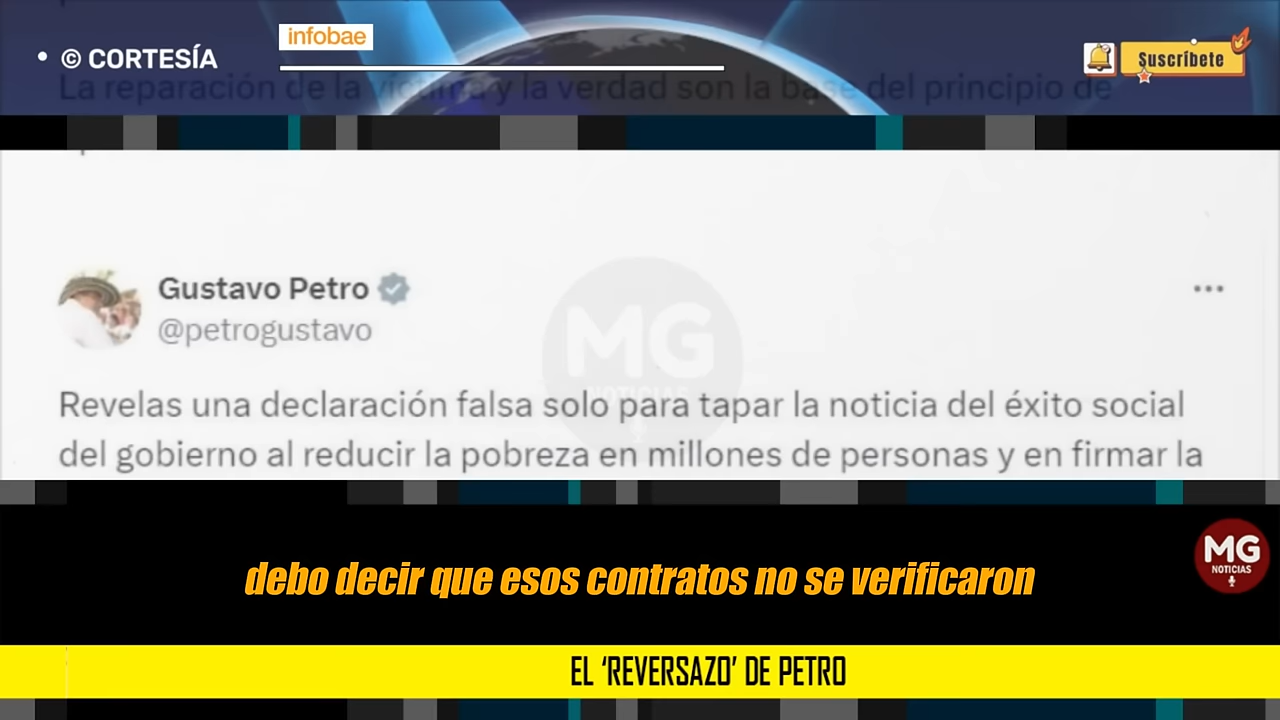 infobae
© CORTESÍA
Suscríbete
La reparación de la víctima y la verdad son la base del principio de
Gustavo Petro
@petrogustavo
MG
NOTICIAS
Revelas una declaración falsa solo para tapar la noticia del éxito social
del gobierno al reducir la pobreza en millones de personas y en firmar la
debo decir que esos contratos no se verificaron
MG
NOTICIAS
EL ‘REVERSAZO’ DE PETRO